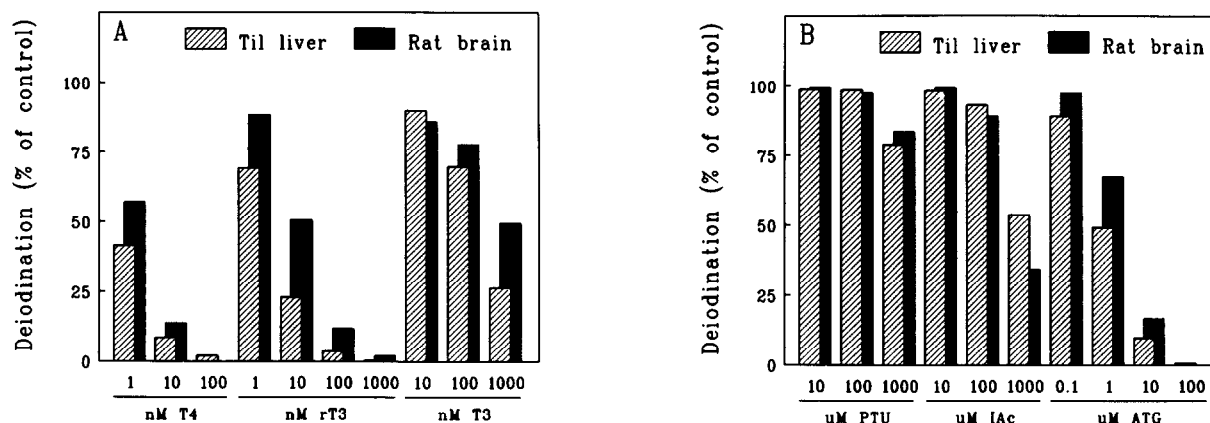 A
Til liver
Rat brain
Deiodination (% of control)
100
75
50
25
0
1 10 100 1 10 100 1000 10 100 1000
nM T4 nM rT3 nM T3
B
Til liver
Rat brain
Deiodination (% of control)
100
75
50
25
0
10 100 1000 10 100 1000 0.1 1 10 100
uM PTU uM IAc uM ATG